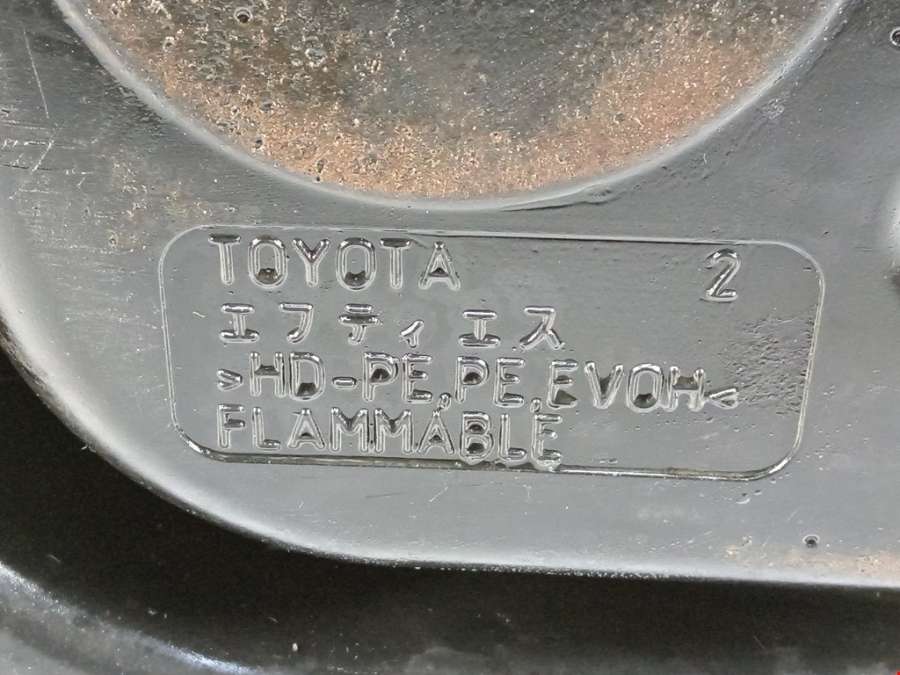 TOYOTA 2
エフティエス
>HD-PE,PE,EVOH<
FLAMMABLE